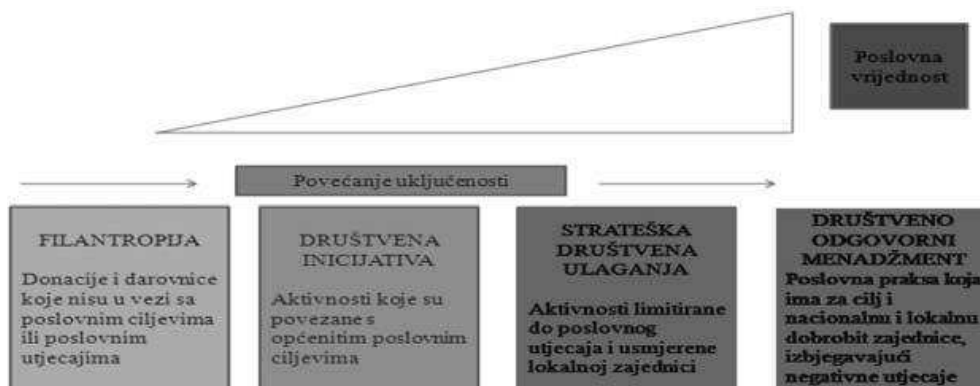 Poslovna
vrijednost
Povećanje uključenosti
FILANTROPIJA
Donacije i darovnice
koje nisu u vezi sa
poslovnim ciljevima
ili poslovnim
utjecajima
DRUŠTVENA
INICIJATIVA
Aktivnosti koje su
povezane s
općenitim poslovnim
ciljevima
STRATEŠKA
DRUŠTVENA
ULAGANJA
Aktivnosti limitirane
do poslovnog
utjecaja i usmjerene
lokalnoj zajednici
DRUŠTVENO
ODGOVORNI
MENADŽMENT
Poslovna praksa koja
ima za cilj i
nacionalnu i lokalnu
dobrobit zajednice,
izbjegavajući
negativne utjecaje